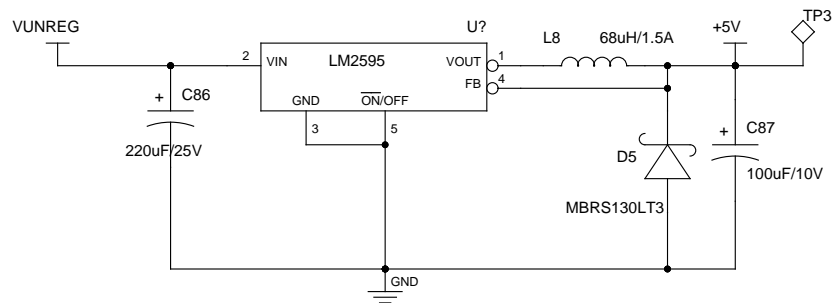 VUNREG
TP3
U?
L8 68uH/1.5A
+5V
2
VIN
LM2595
VOUT
1
FB
4
GND
ON/OFF
3
5
+
C86
220uF/25V
D5
MBRS130LT3
+
C87
100uF/10V
GND